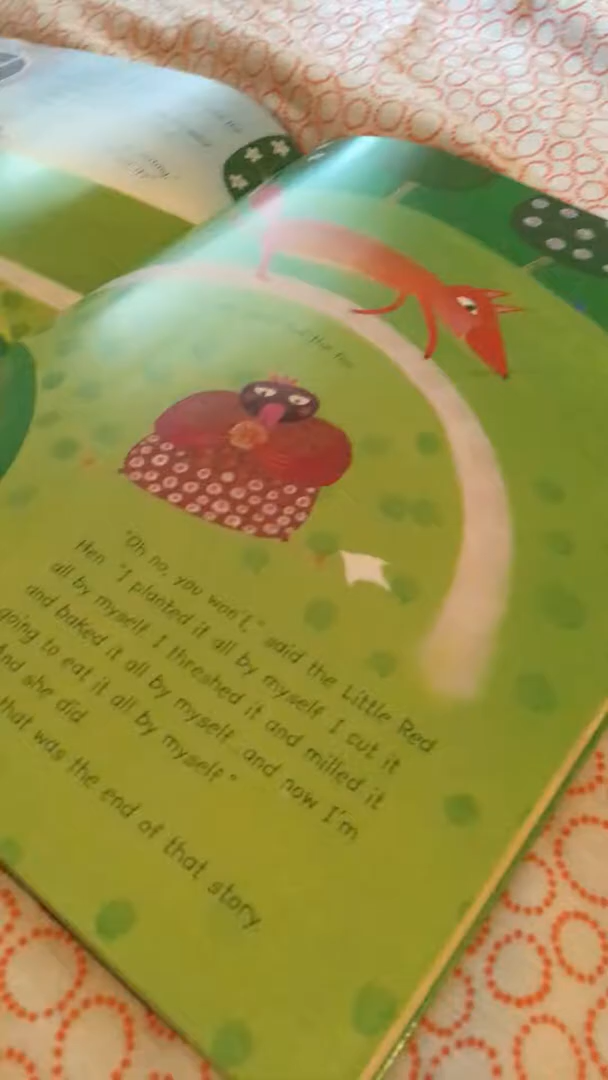 "Oh no, you won't," said the Little Red
Hen. "I planted it all by myself. I cut it
all by myself. I threshed it and milled it
and baked it all by myself, and now I'm
going to eat it all by myself."
And she did.
that was the end of that story.